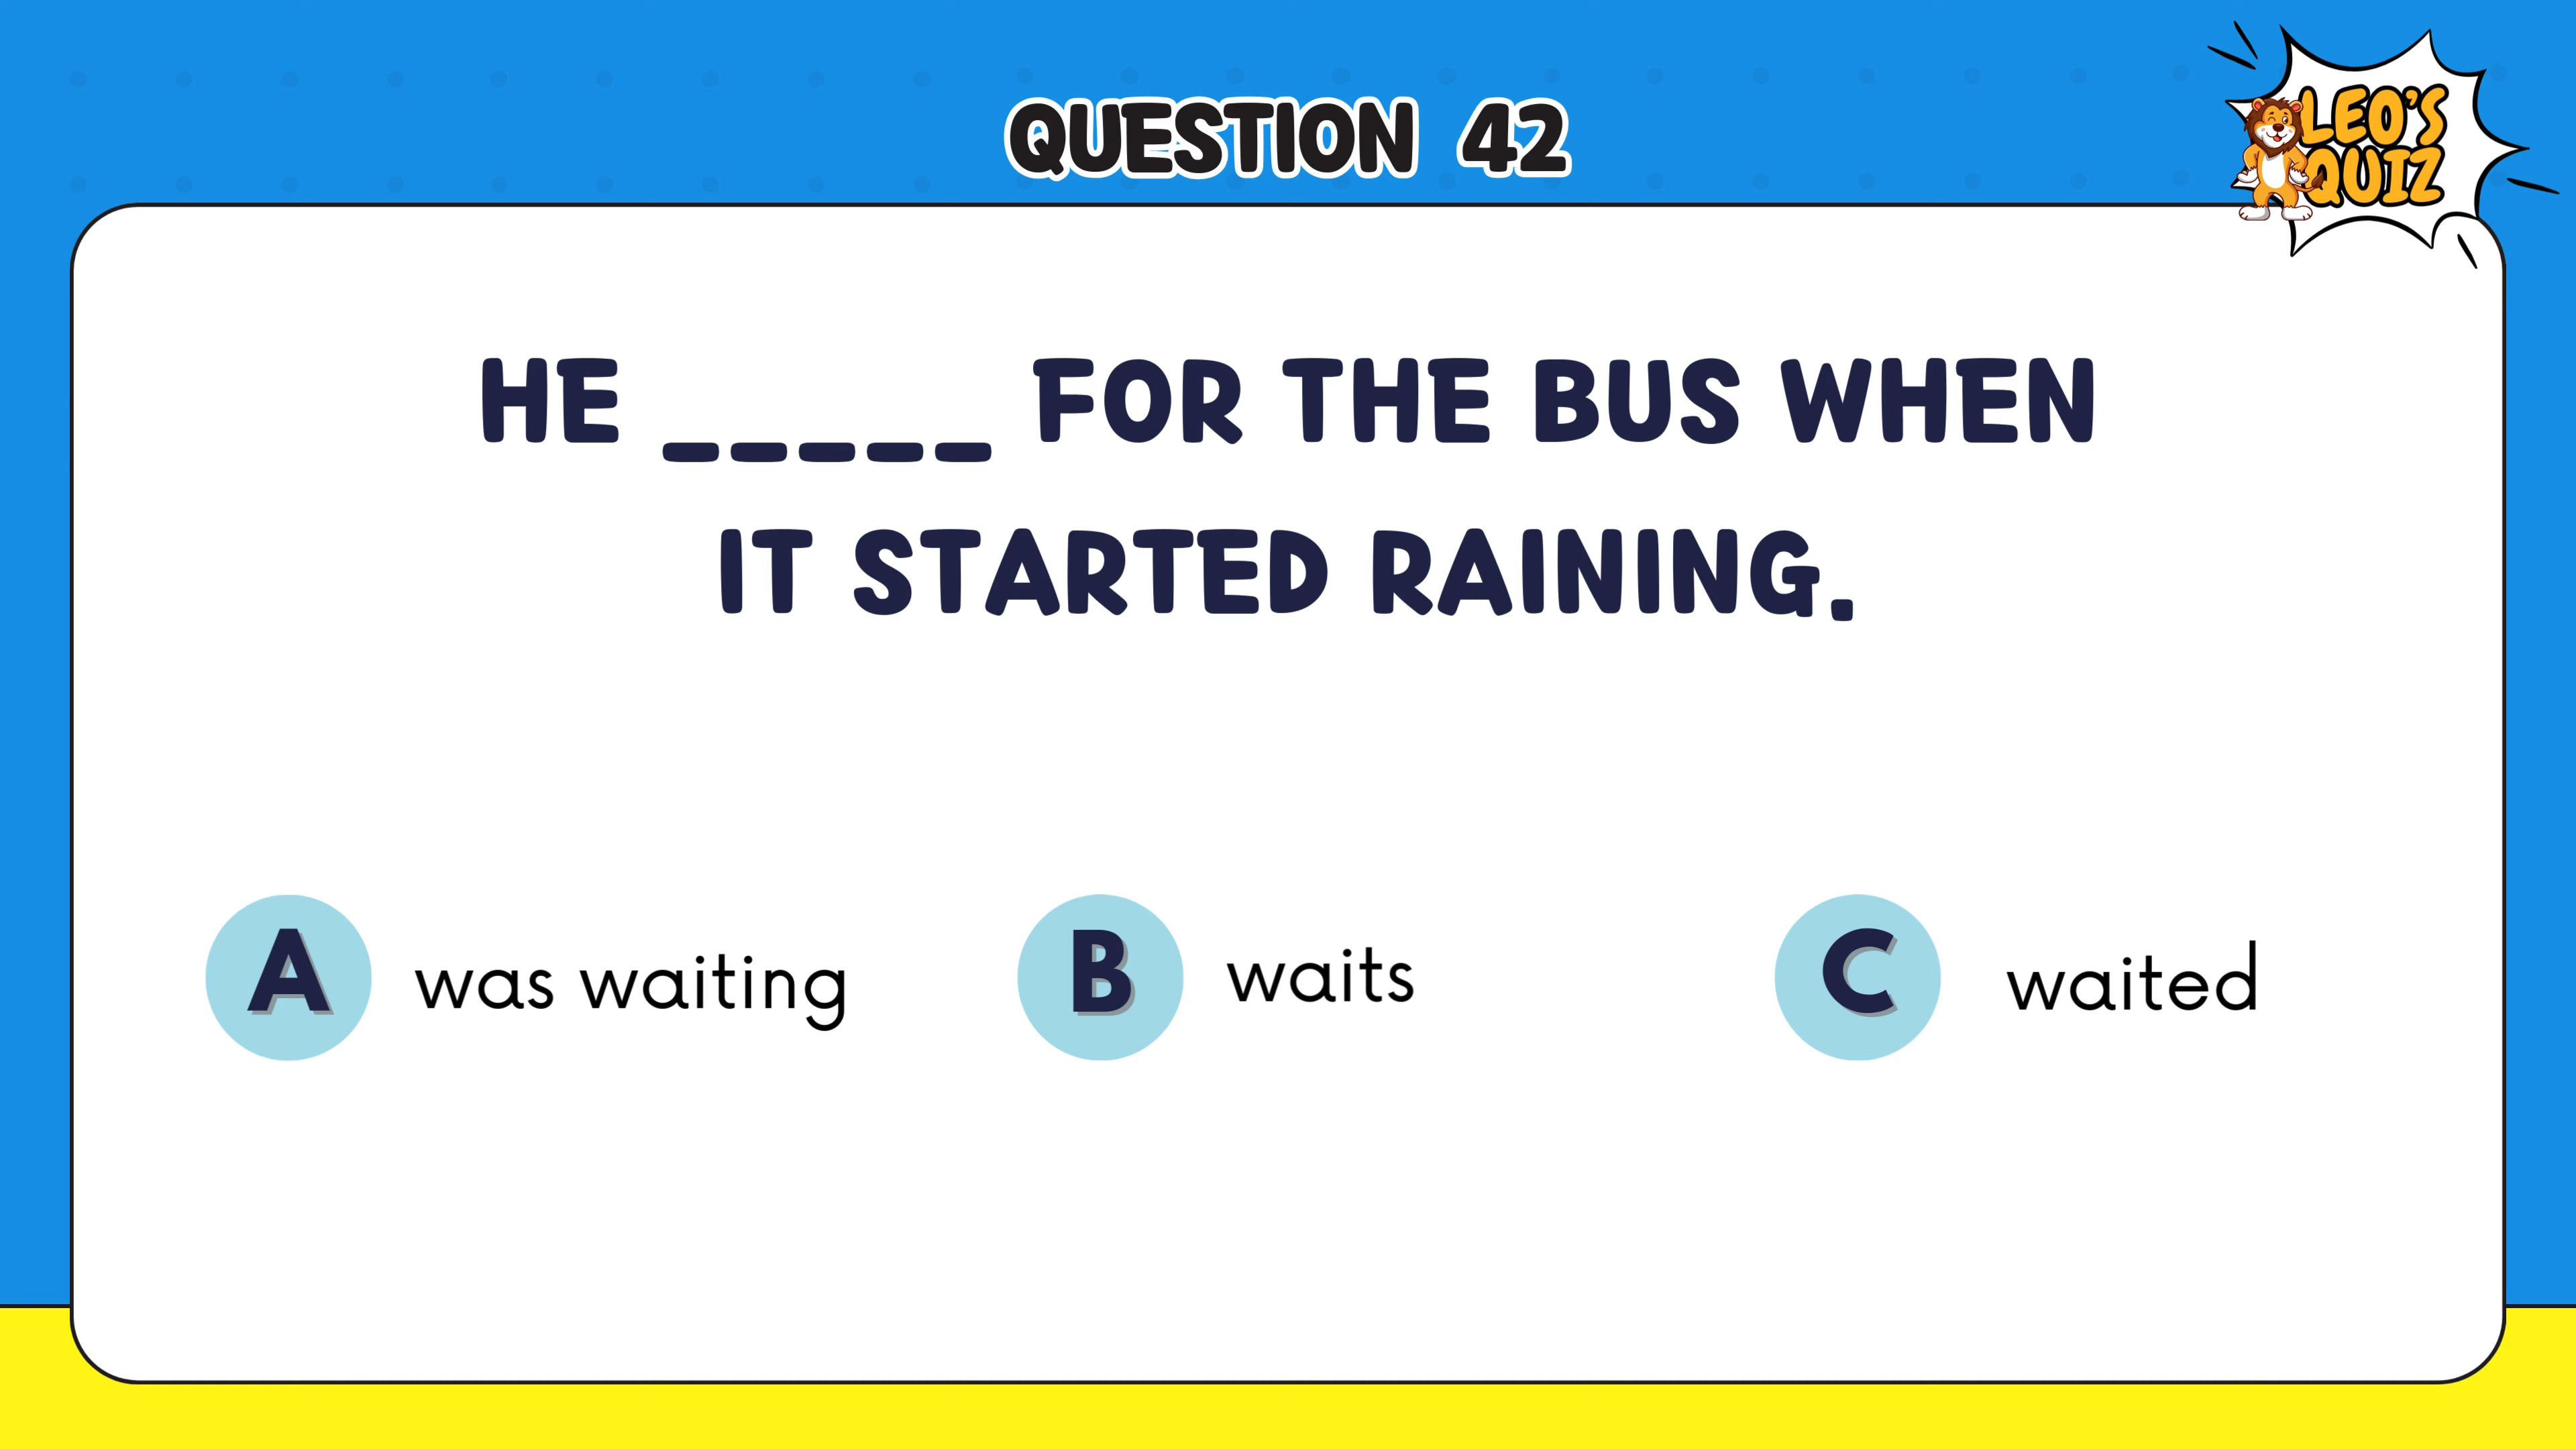 QUESTION 42
LEO'S
QUIZ
HE _____ FOR THE BUS WHEN
IT STARTED RAINING.
A was waiting
B waits
C waited